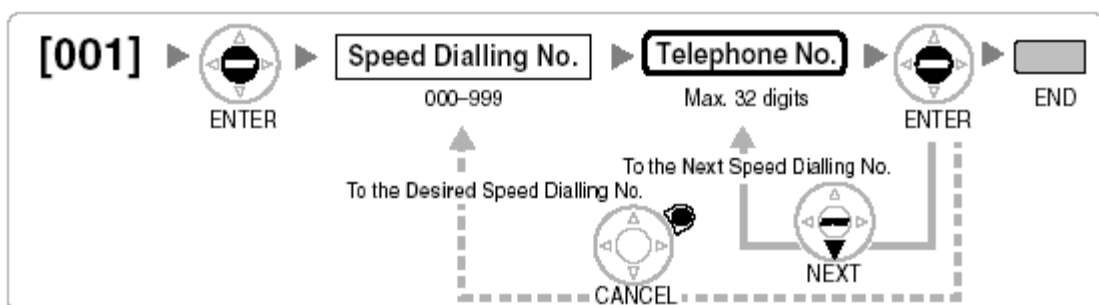 [001]
ENTER
Speed Dialling No.
000–999
Telephone No.
Max. 32 digits
ENTER
END
To the Next Speed Dialling No.
To the Desired Speed Dialling No.
NEXT
CANCEL